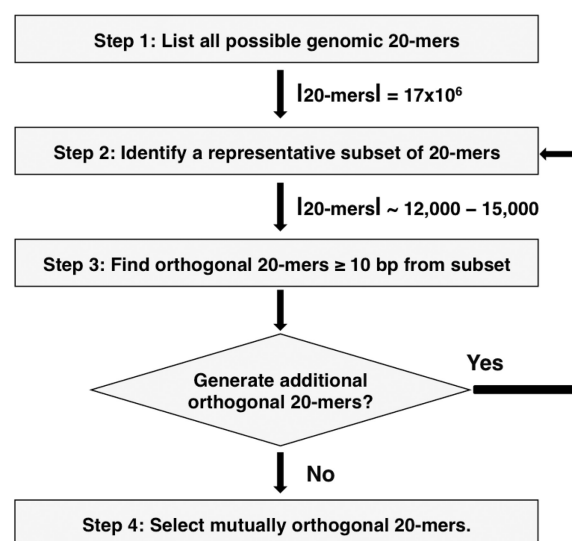 Step 1: List all possible genomic 20-mers
|20-mers| = 17x10⁶
Step 2: Identify a representative subset of 20-mers
|20-mers| ~ 12,000 – 15,000
Step 3: Find orthogonal 20-mers ≥ 10 bp from subset
Yes
Generate additional
orthogonal 20-mers?
No
Step 4: Select mutually orthogonal 20-mers.